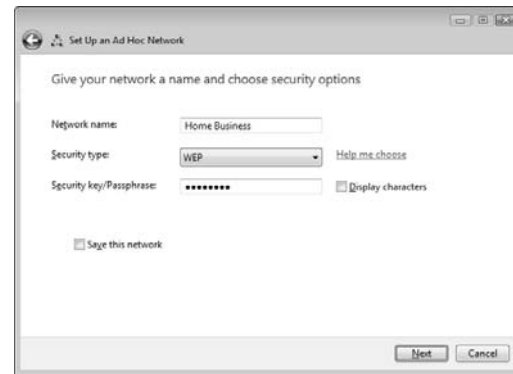 Set Up an Ad Hoc Network
Give your network a name and choose security options
Network name: Home Business
Security type: WEP Help me choose
Security key/Passphrase: •••••••• Display characters
Save this network
Next Cancel